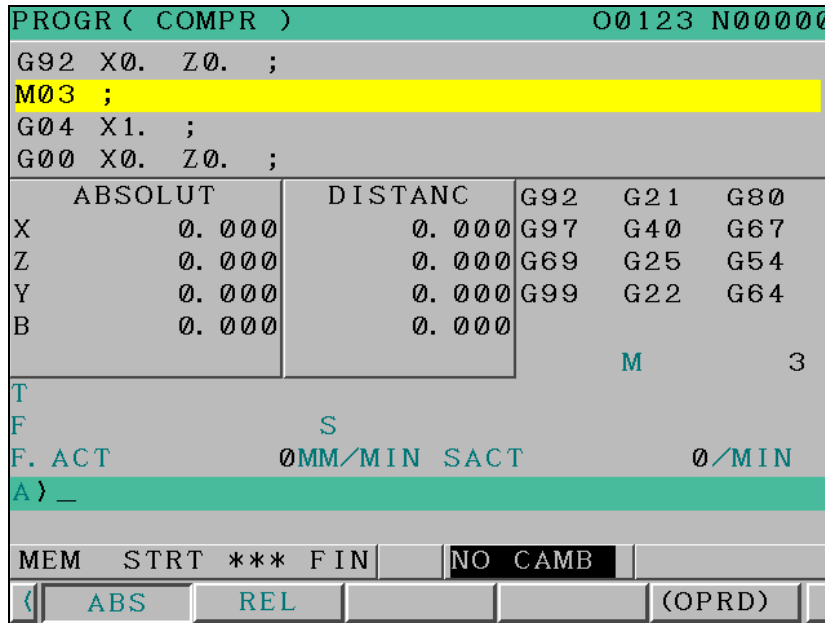 PROGR ( COMPR ) O0123 N00000
G92 X0. Z0. ;
M03 ;
G04 X1. ;
G00 X0. Z0. ;
ABSOLUT DISTANC G92 G21 G80
X 0. 000 0. 000 G97 G40 G67
Z 0. 000 0. 000 G69 G25 G54
Y 0. 000 0. 000 G99 G22 G64
B 0. 000 0. 000
M 3
T
F S
F. ACT 0MM/MIN SACT 0/MIN
A) _
MEM STRT *** FIN NO CAMB
( ABS REL (OPRD)